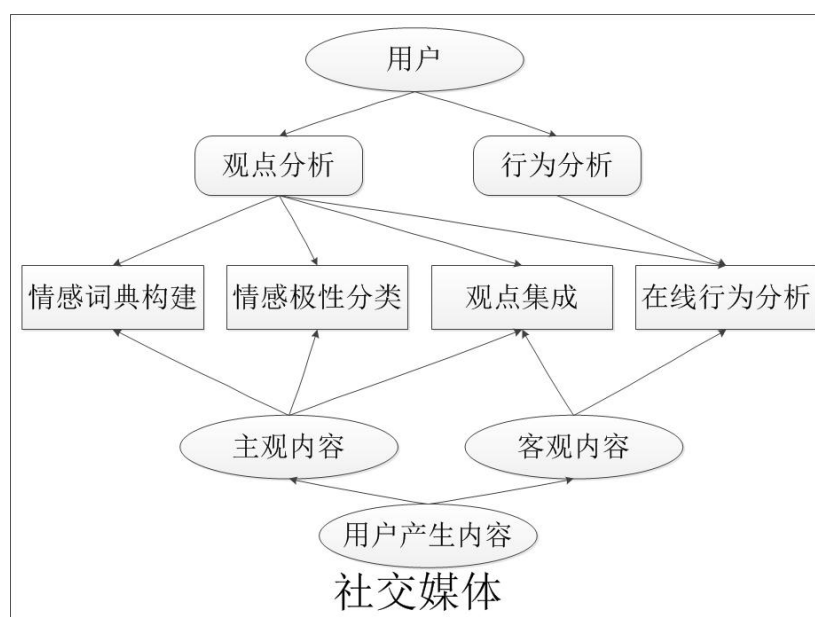 用户
观点分析
行为分析
情感词典构建
情感极性分类
观点集成
在线行为分析
主观内容
客观内容
用户产生内容
社交媒体